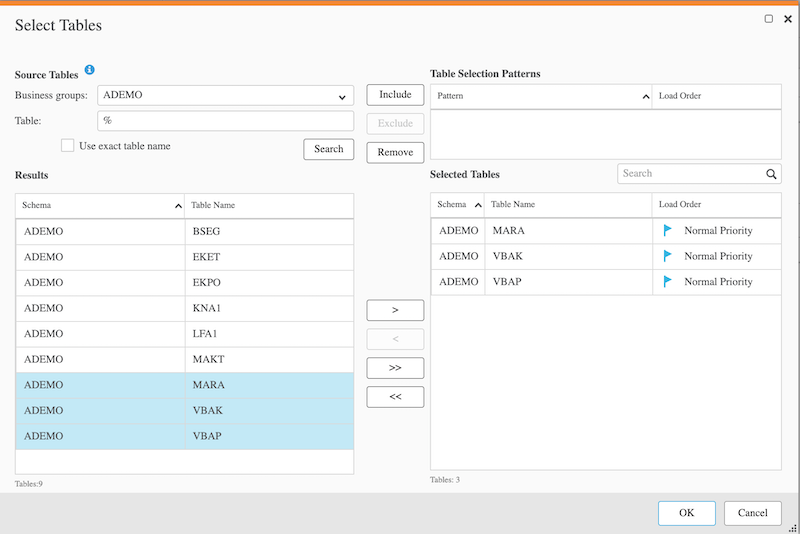 Select Tables
Source Tables
Business groups: ADEMO
Table: %
Use exact table name
Search
Results
Schema Table Name
ADEMO BSEG
ADEMO EKET
ADEMO EKPO
ADEMO KNA1
ADEMO LFA1
ADEMO MAKT
ADEMO MARA
ADEMO VBAK
ADEMO VBAP
Tables:9
Include
Exclude
Remove
>
<
>>
<<
Table Selection Patterns
Pattern Load Order
Selected Tables Search
Schema Table Name Load Order
ADEMO MARA Normal Priority
ADEMO VBAK Normal Priority
ADEMO VBAP Normal Priority
Tables: 3
OK Cancel